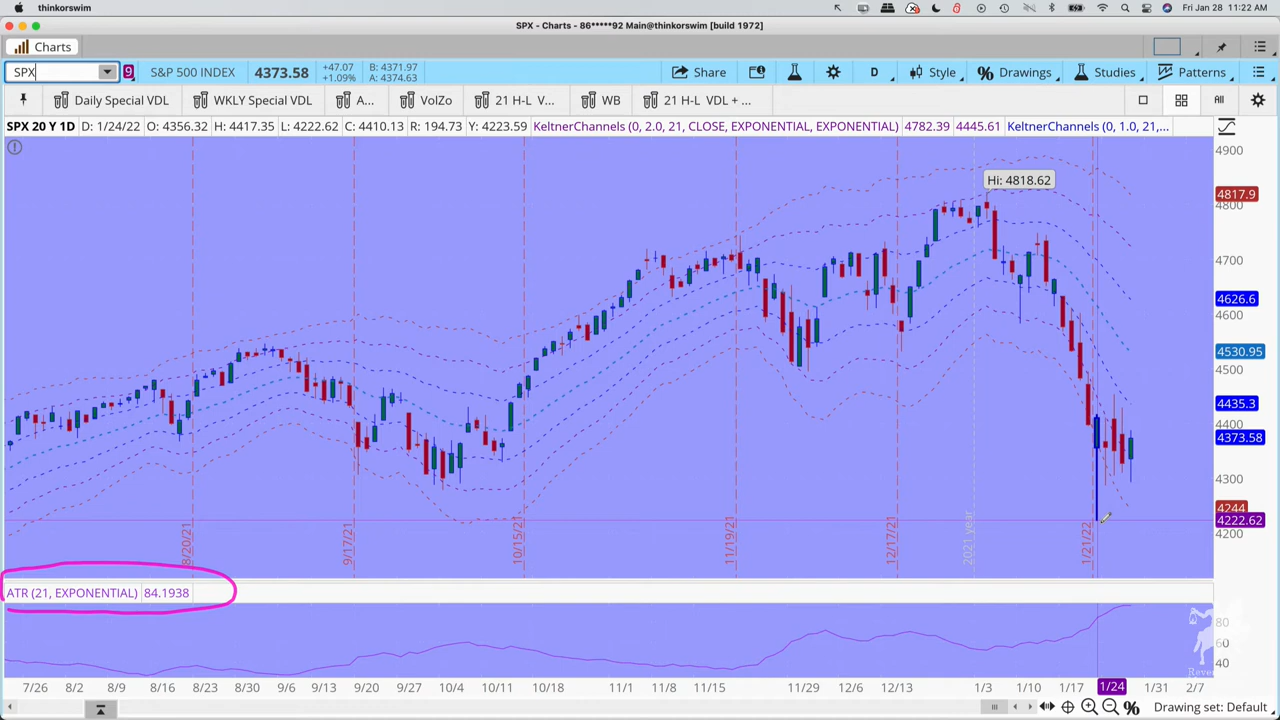 thinkorswim
Fri Jan 28 11:22 AM
SPX - Charts - 86*****92 Main@thinkorswim [build 1972]
Charts
SPX 9 S&P 500 INDEX 4373.58 +47.07 +1.09% B: 4371.97 A: 4374.63 Share D Style Drawings Studies Patterns
Daily Special VDL WKLY Special VDL A... VolZo 21 H-L V... WB 21 H-L VDL + ... All
SPX 20 Y 1D D: 1/24/22 O: 4356.32 H: 4417.35 L: 4222.62 C: 4410.13 R: 194.73 Y: 4223.59 KeltnerChannels (0, 2.0, 21, CLOSE, EXPONENTIAL, EXPONENTIAL) 4782.39 4445.61 KeltnerChannels (0, 1.0, 21,...
4900
Hi: 4818.62
4817.9
4800
4700
4626.6
4600
4530.95
4500
4435.3
4400
4373.58
4300
4244
4222.62
4200
8/20/21 9/17/21 10/15/21 11/19/21 12/17/21 2021 year 1/21/22
ATR (21, EXPONENTIAL) 84.1938
80
60
40
7/26 8/2 8/9 8/16 8/23 8/30 9/6 9/13 9/20 9/27 10/4 10/11 10/18 11/1 11/8 11/15 11/29 12/6 12/13 1/3 1/10 1/17 1/24 1/31 2/7
Drawing set: Default